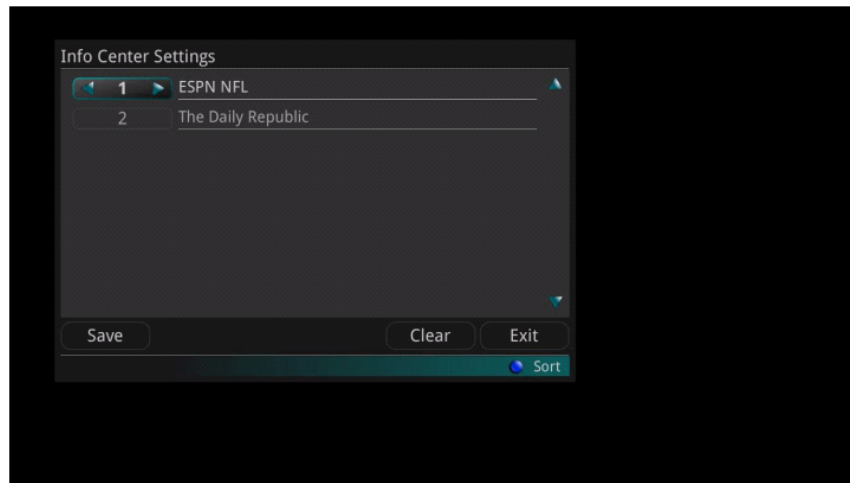 Info Center Settings
1 ESPN NFL
2 The Daily Republic
Save Clear Exit
Sort